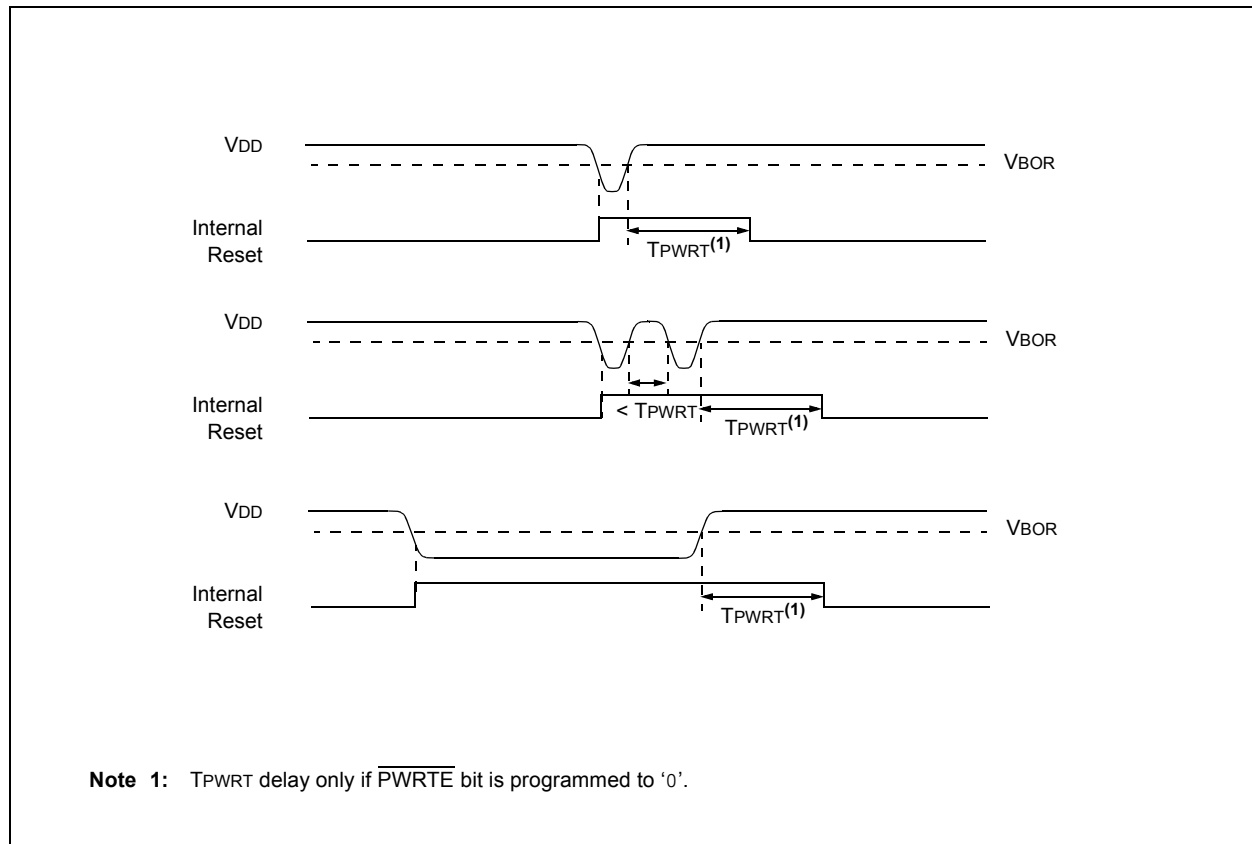 VDD
VBOR
Internal
Reset
TPWRT(1)
VDD
VBOR
Internal
Reset
< TPWRT
TPWRT(1)
VDD
VBOR
Internal
Reset
TPWRT(1)
Note 1: TPWRT delay only if PWRTE bit is programmed to ‘0’.